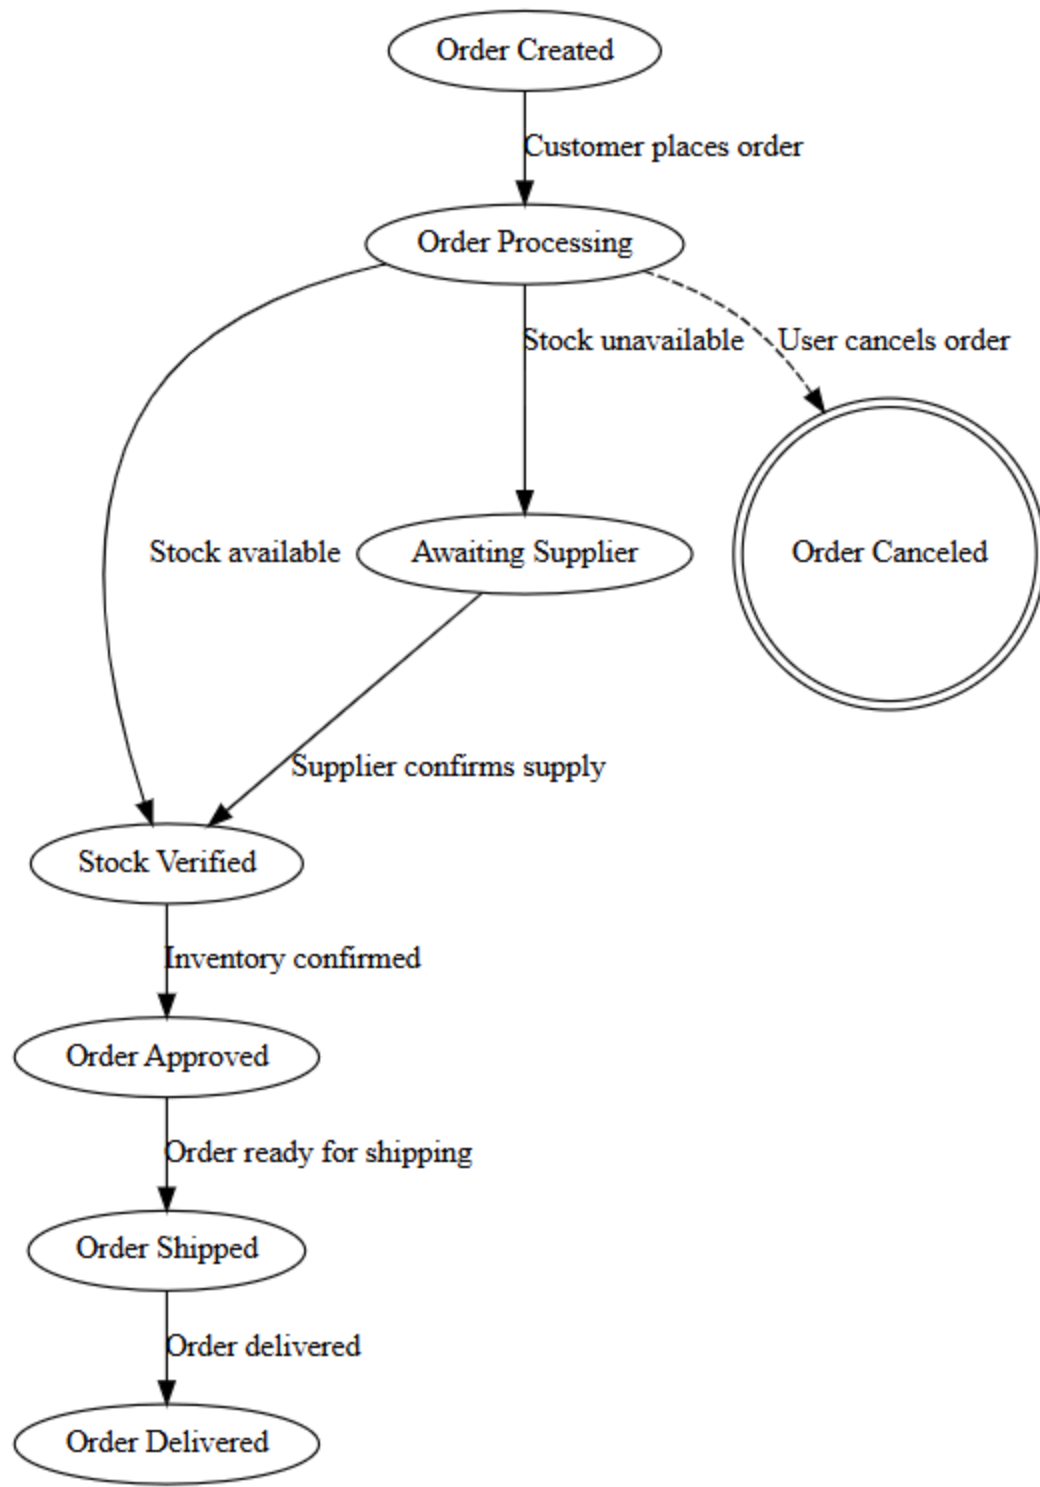 Order Created
Customer places order
Order Processing
Stock unavailable
User cancels order
Stock available
Awaiting Supplier
Order Canceled
Supplier confirms supply
Stock Verified
Inventory confirmed
Order Approved
Order ready for shipping
Order Shipped
Order delivered
Order Delivered